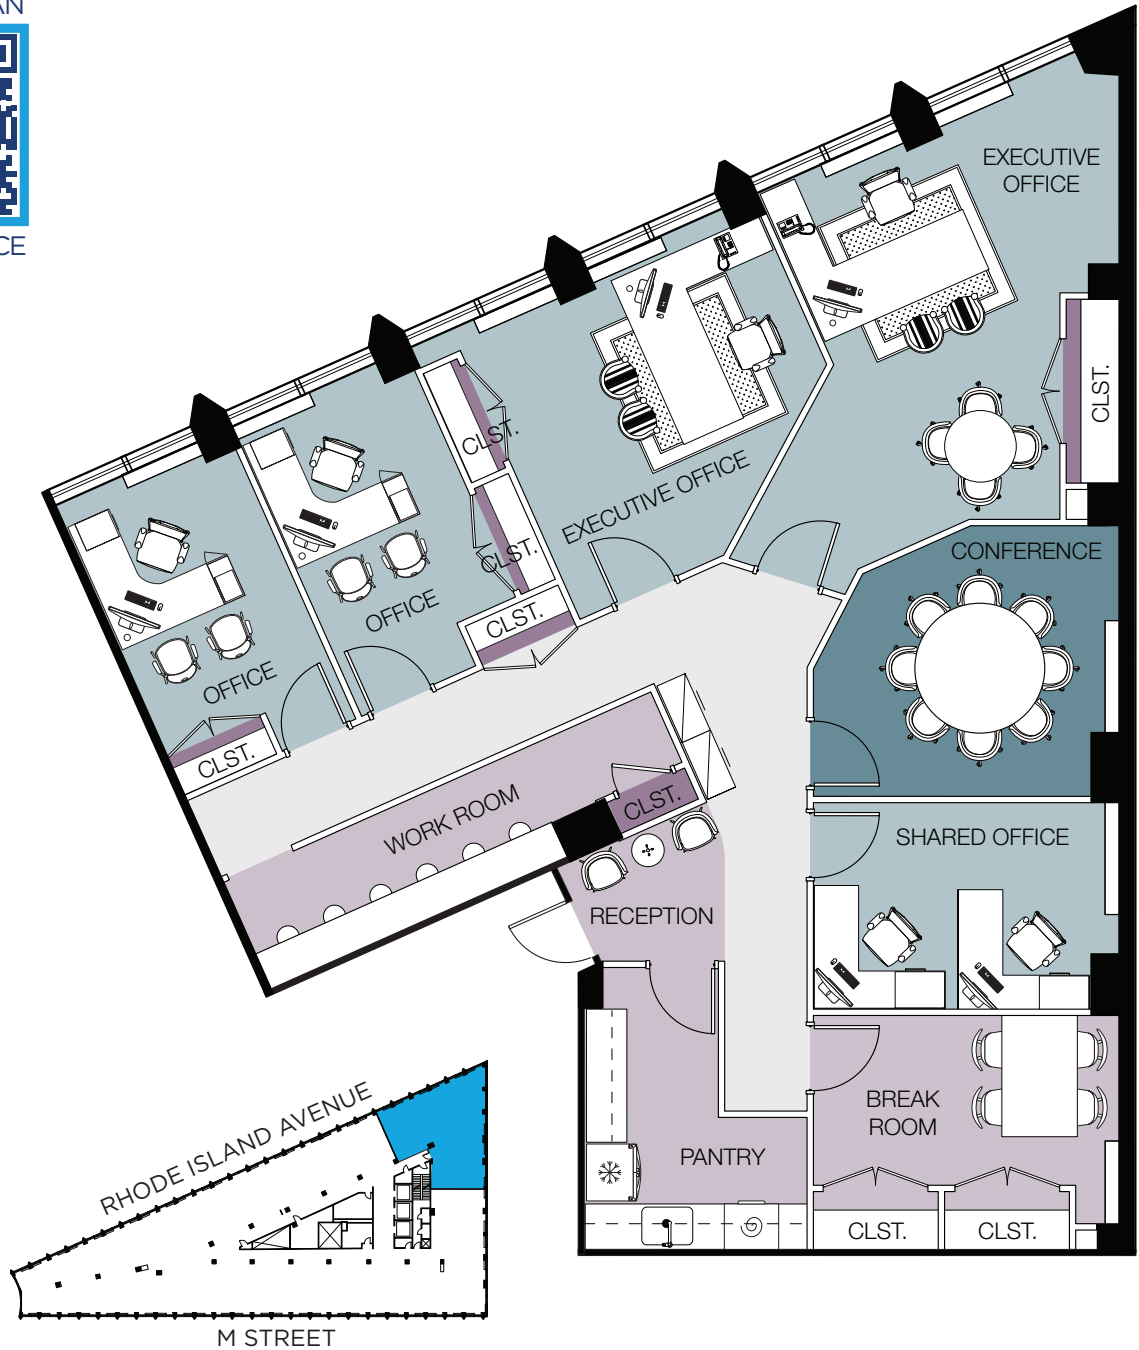 AN
CE
EXECUTIVE
OFFICE
CLST.
CLST.
EXECUTIVE OFFICE
CLST.
CONFERENCE
CLST.
OFFICE
OFFICE
CLST.
WORK ROOM
CLST.
SHARED OFFICE
RECEPTION
BREAK
ROOM
PANTRY
CLST.
CLST.
RHODE ISLAND AVENUE
M STREET